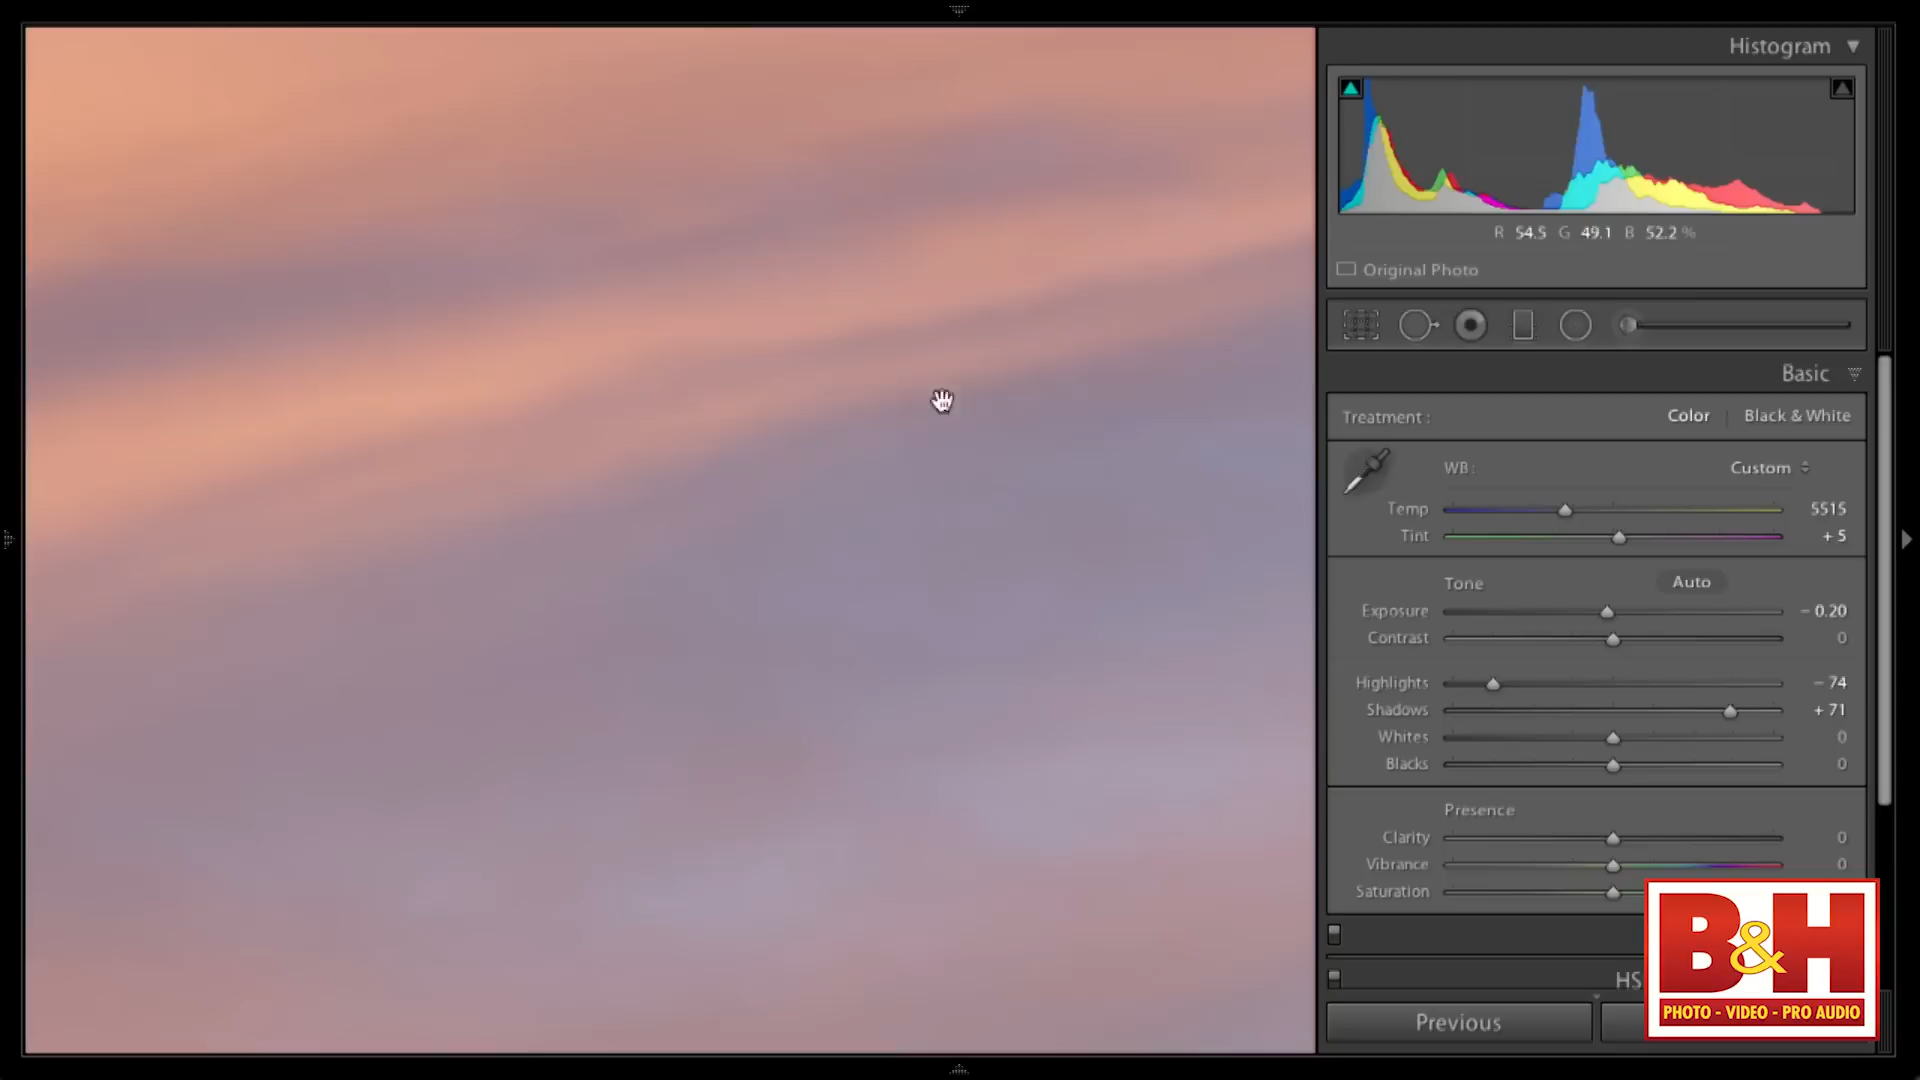 Histogram
R 54.5 G 49.1 B 52.2 %
Original Photo
Basic
Treatment : Color | Black & White
WB : Custom
Temp 5515
Tint + 5
Tone Auto
Exposure − 0.20
Contrast 0
Highlights − 74
Shadows + 71
Whites 0
Blacks 0
Presence
Clarity 0
Vibrance 0
Saturation
HS
Previous
B&H
PHOTO - VIDEO - PRO AUDIO